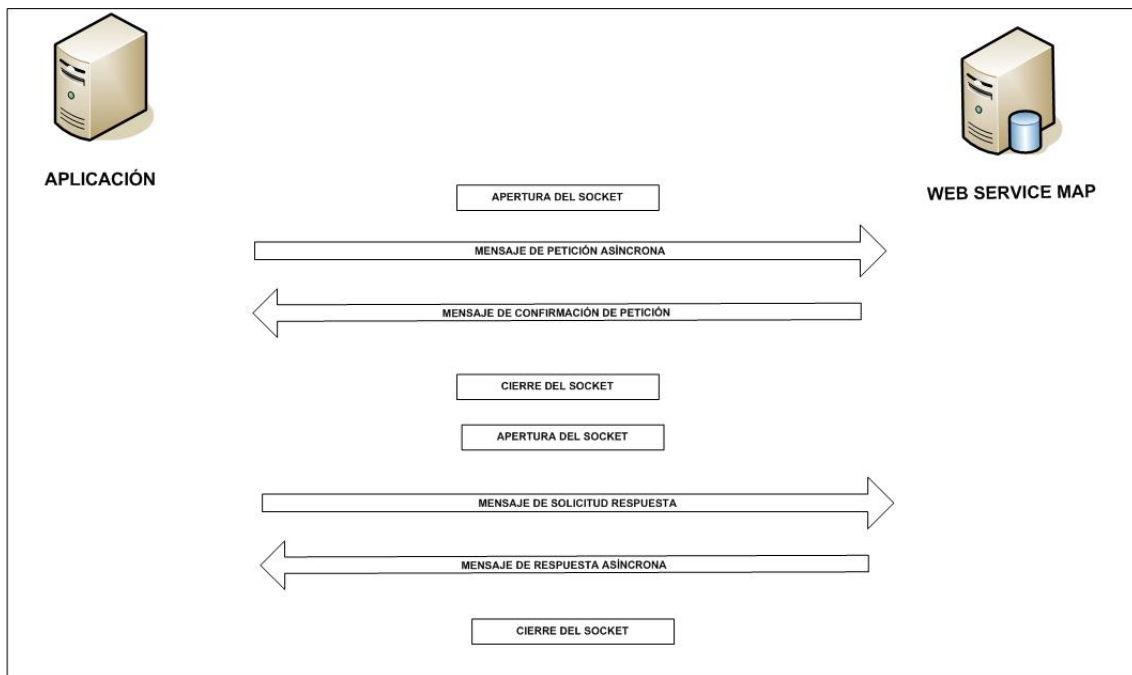 APLICACIÓN
WEB SERVICE MAP
APERTURA DEL SOCKET
MENSAJE DE PETICIÓN ASÍNCRONA
MENSAJE DE CONFIRMACIÓN DE PETICIÓN
CIERRE DEL SOCKET
APERTURA DEL SOCKET
MENSAJE DE SOLICITUD RESPUESTA
MENSAJE DE RESPUESTA ASÍNCRONA
CIERRE DEL SOCKET